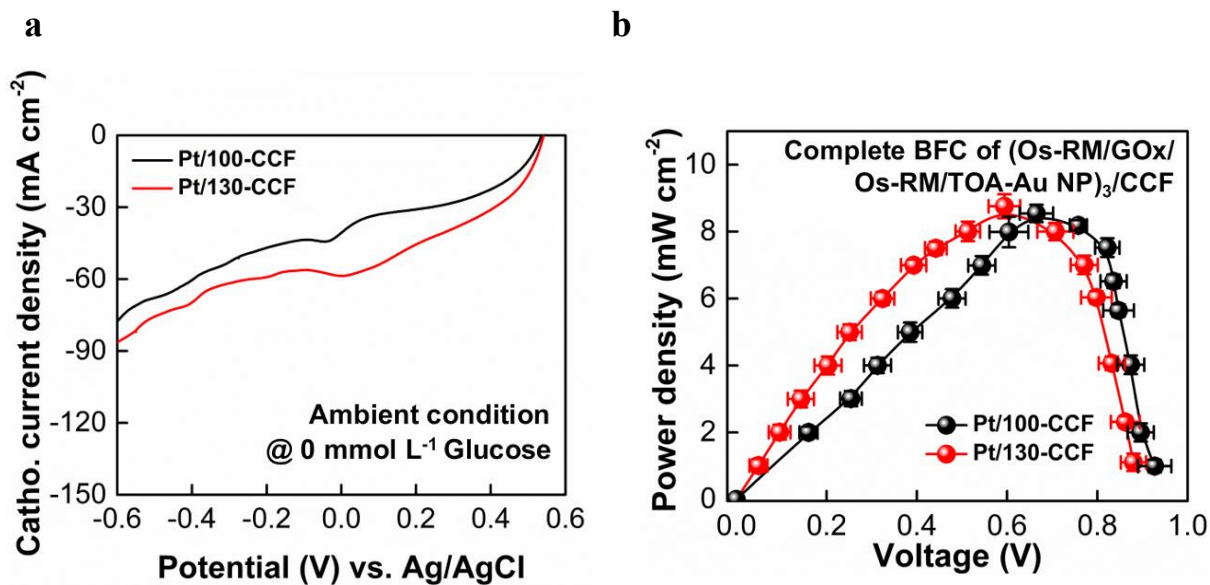 a
Catho. current density (mA cm⁻²)
0
-30
-60
-90
-120
-150
Pt/100-CCF
Pt/130-CCF
Ambient condition
@ 0 mmol L⁻¹ Glucose
-0.6 -0.4 -0.2 0.0 0.2 0.4 0.6
Potential (V) vs. Ag/AgCl
b
Power density (mW cm⁻²)
10
8
6
4
2
0
Complete BFC of (Os-RM/GOx/
Os-RM/TOA-Au NP)₃/CCF
Pt/100-CCF
Pt/130-CCF
0.0 0.2 0.4 0.6 0.8 1.0
Voltage (V)